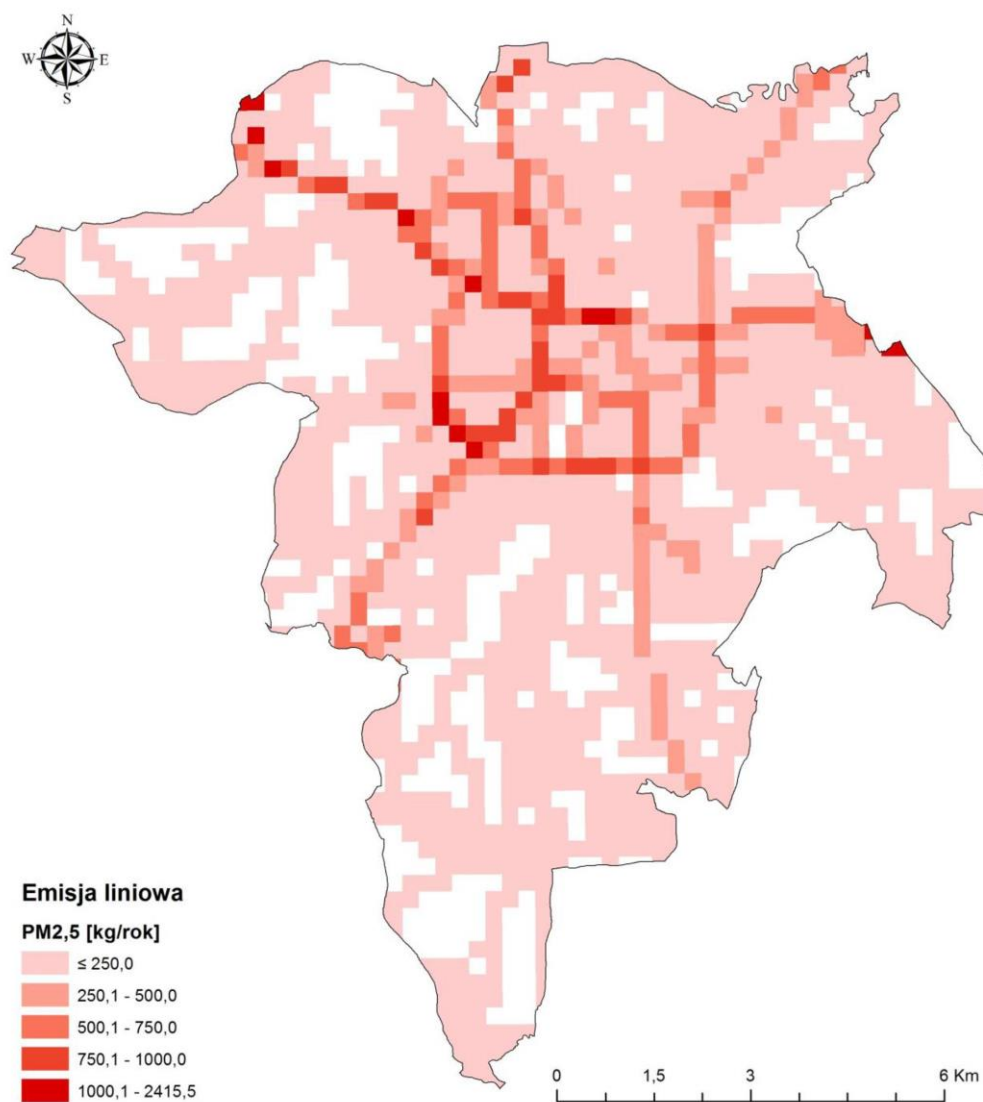 N
W E
S
Emisja liniowa
PM2,5 [kg/rok]
≤ 250,0
250,1 - 500,0
500,1 - 750,0
750,1 - 1000,0
1000,1 - 2415,5
0 1,5 3 6 Km